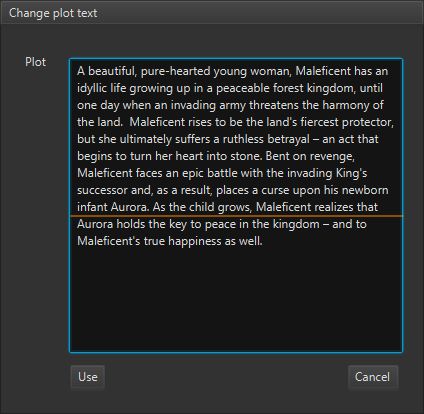 Change plot text
Plot
A beautiful, pure-hearted young woman, Maleficent has an
idyllic life growing up in a peaceable forest kingdom, until
one day when an invading army threatens the harmony of
the land.  Maleficent rises to be the land's fiercest protector,
but she ultimately suffers a ruthless betrayal – an act that
begins to turn her heart into stone. Bent on revenge,
Maleficent faces an epic battle with the invading King's
successor and, as a result, places a curse upon his newborn
infant Aurora. As the child grows, Maleficent realizes that
Aurora holds the key to peace in the kingdom – and to
Maleficent's true happiness as well.
Use
Cancel